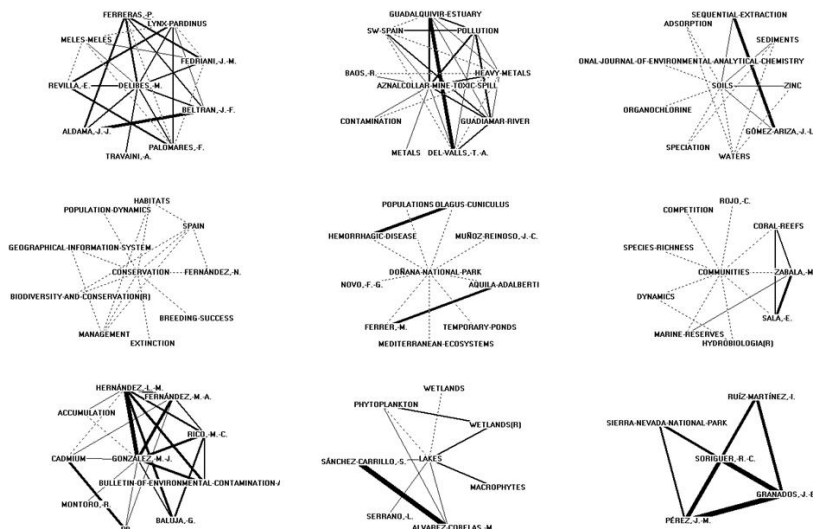 FERRERAS,-P.
LYNX-PARDINUS
MELES-MELES
FEDRIANI,-J.-M.
REVILLA,-E.
DELIBES,-M.
BELTRAN,-J.-F.
ALDAMA,-J.-J.
PALOMARES,-F.
TRAVAINI,-A.
GUADALQUIVIR-ESTUARY
SW-SPAIN
POLLUTION
BAOS,-R.
HEAVY-METALS
AZNALCOLLAR-MINE-TOXIC-SPILL
CONTAMINATION
GUADIAMAR-RIVER
METALS
DEL-VALLS,-T.-A.
SEQUENTIAL-EXTRACTION
ADSORPTION
SEDIMENTS
ONAL-JOURNAL-OF-ENVIRONMENTAL-ANALYTICAL-CHEMISTRY
SOILS
ZINC
ORGANOCHLORINE
GÓMEZ-ARIZA,-J.-L
SPECIATION
WATERS
HABITATS
POPULATION-DYNAMICS
SPAIN
GEOGRAPHICAL-INFORMATION-SYSTEM
CONSERVATION
FERNÁNDEZ,-N.
BIODIVERSITY-AND-CONSERVATION(R)
BREEDING-SUCCESS
MANAGEMENT
EXTINCTION
POPULATIONS
OLAGUS-CUNICULUS
HEMORRHAGIC-DISEASE
MUÑOZ-REINOSO,-J.-C.
DOÑANA-NATIONAL-PARK
NOVO,-F.-G.
AQUILA-ADALBERTI
FERRER,-M.
TEMPORARY-PONDS
MEDITERRANEAN-ECOSYSTEMS
ROJO,-C.
COMPETITION
CORAL-REEFS
SPECIES-RICHNESS
COMMUNITIES
ZABALA,-M
DYNAMICS
SALA,-E.
MARINE-RESERVES
HYDROBIOLOGIA(R)
HERNÁNDEZ,-L.-M.
FERNÁNDEZ,-M.-A.
ACCUMULATION
RICO,-M.-C.
CADMIUM
GONZÁLEZ,-M.-J.
BULLETIN-OF-ENVIRONMENTAL-CONTAMINATION-
MONTORO,-R.
BALUJA,-G.
WETLANDS
PHYTOPLANKTON
WETLANDS(R)
SÁNCHEZ-CARRILLO,-S.
LAKES
MACROPHYTES
SERRANO,-L.
ALVAREZ-COBELAS,-M.
RUÍZ-MARTÍNEZ,-I.
SIERRA-NEVADA-NATIONAL-PARK
SORIGUER,-R.-C.
GRANADOS,-J.-E
PÉREZ,-J.-M.